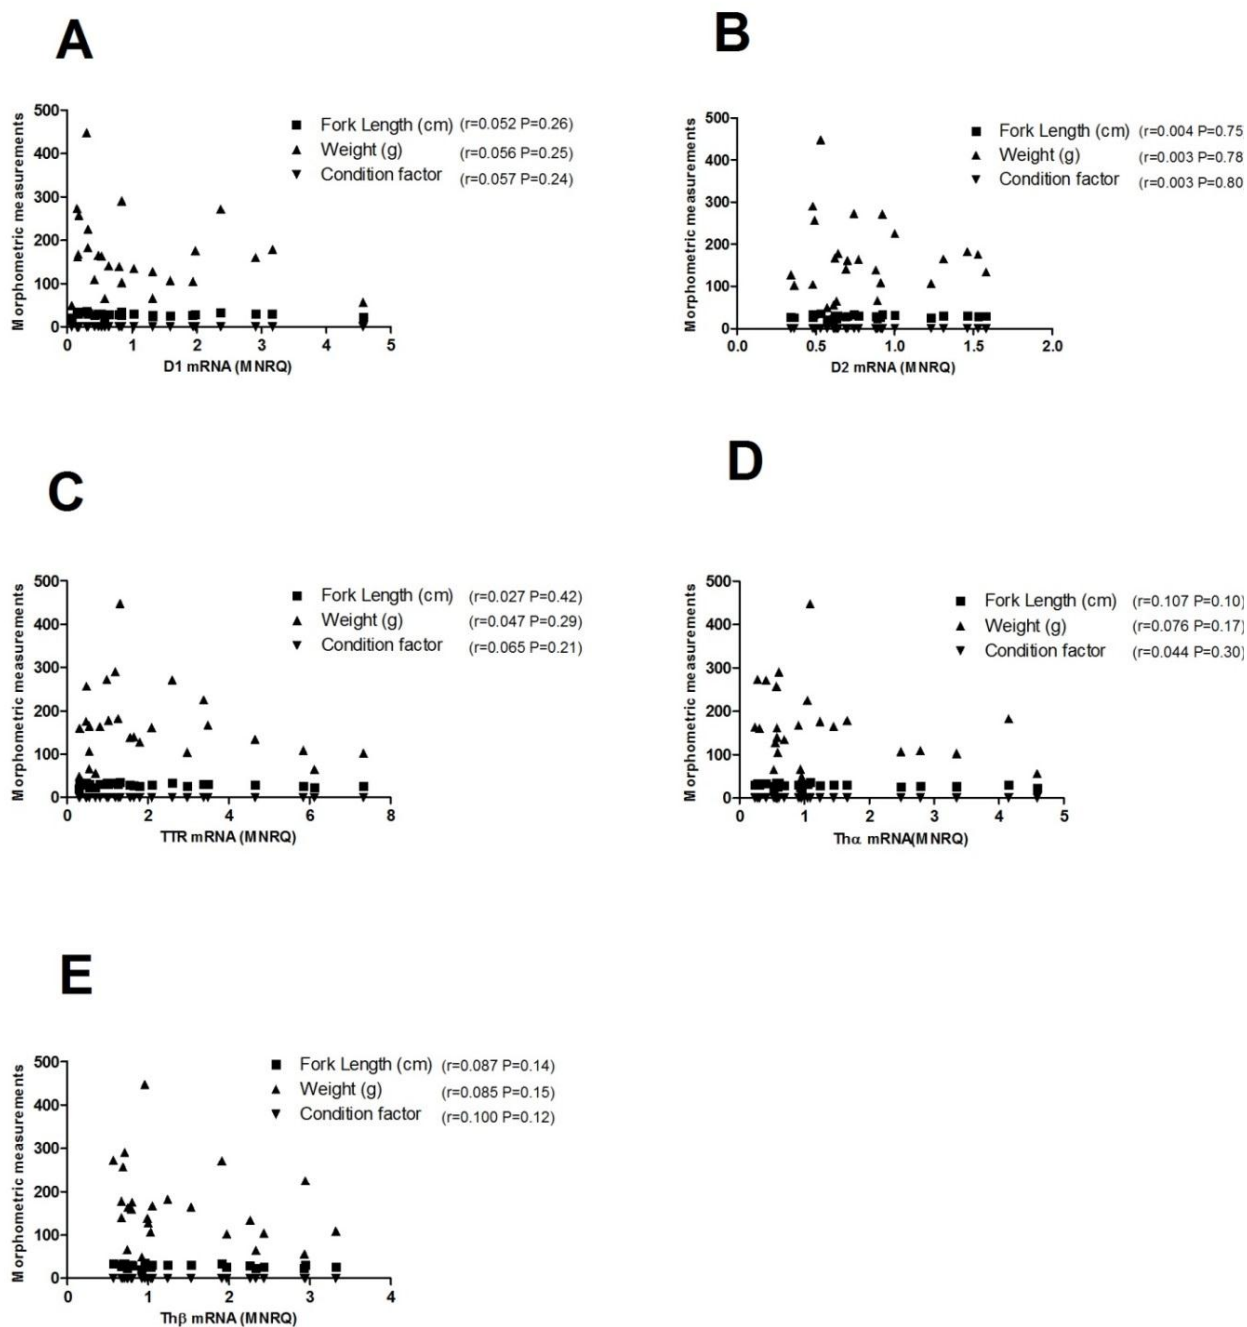 A
Morphometric measurements
500
400
300
200
100
0
0 1 2 3 4 5
D1 mRNA (MNRQ)
Fork Length (cm) (r=0.052 P=0.26)
Weight (g) (r=0.056 P=0.25)
Condition factor (r=0.057 P=0.24)
B
Morphometric measurements
500
400
300
200
100
0
0.0 0.5 1.0 1.5 2.0
D2 mRNA (MNRQ)
Fork Length (cm) (r=0.004 P=0.75
Weight (g) (r=0.003 P=0.78
Condition factor (r=0.003 P=0.80
C
Morphometric measurements
500
400
300
200
100
0
0 2 4 6 8
TTR mRNA (MNRQ)
Fork Length (cm) (r=0.027 P=0.42)
Weight (g) (r=0.047 P=0.29)
Condition factor (r=0.065 P=0.21)
D
Morphometric measurements
500
400
300
200
100
0
0 1 2 3 4 5
Thα mRNA(MNRQ)
Fork Length (cm) (r=0.107 P=0.10)
Weight (g) (r=0.076 P=0.17)
Condition factor (r=0.044 P=0.30)
E
Morphometric measurements
500
400
300
200
100
0
0 1 2 3 4
Thβ mRNA (MNRQ)
Fork Length (cm) (r=0.087 P=0.14)
Weight (g) (r=0.085 P=0.15)
Condition factor (r=0.100 P=0.12)